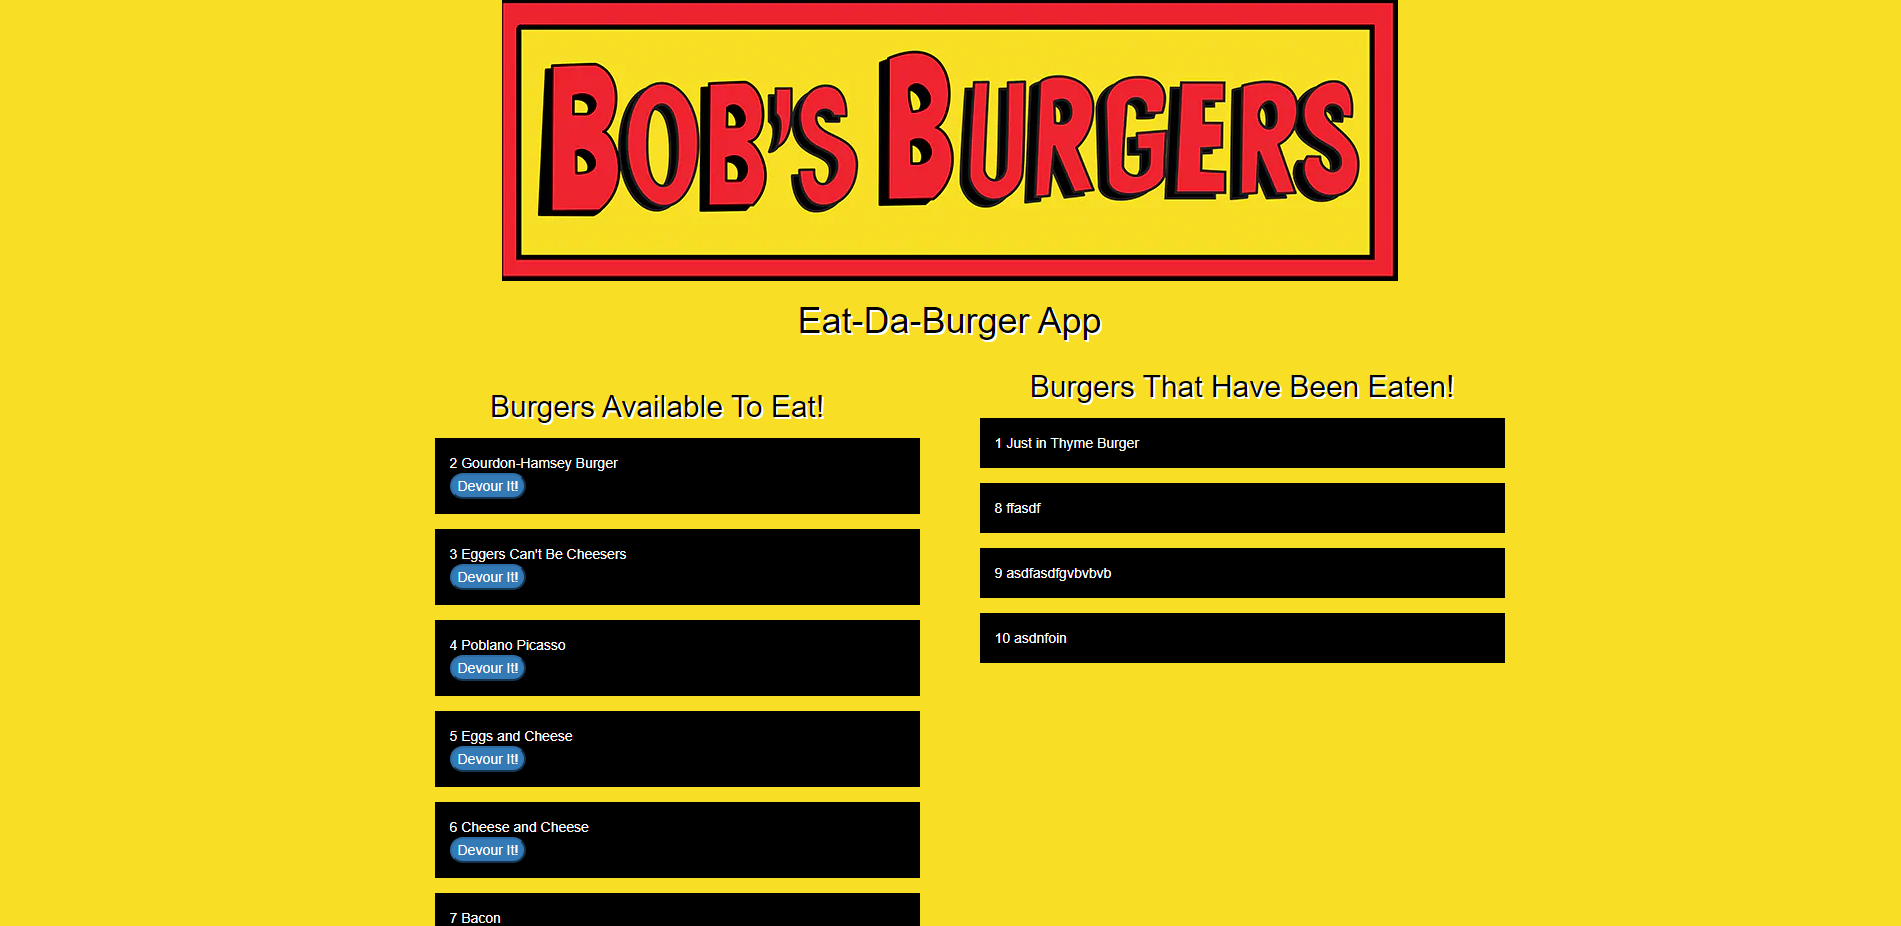 BOB'S BURGERS
Eat-Da-Burger App
Burgers Available To Eat!
2 Gourdon-Hamsey Burger
Devour It!
3 Eggers Can't Be Cheesers
Devour It!
4 Poblano Picasso
Devour It!
5 Eggs and Cheese
Devour It!
6 Cheese and Cheese
Devour It!
7 Bacon
Burgers That Have Been Eaten!
1 Just in Thyme Burger
8 ffasdf
9 asdfasdfgvbvbvb
10 asdnfoin